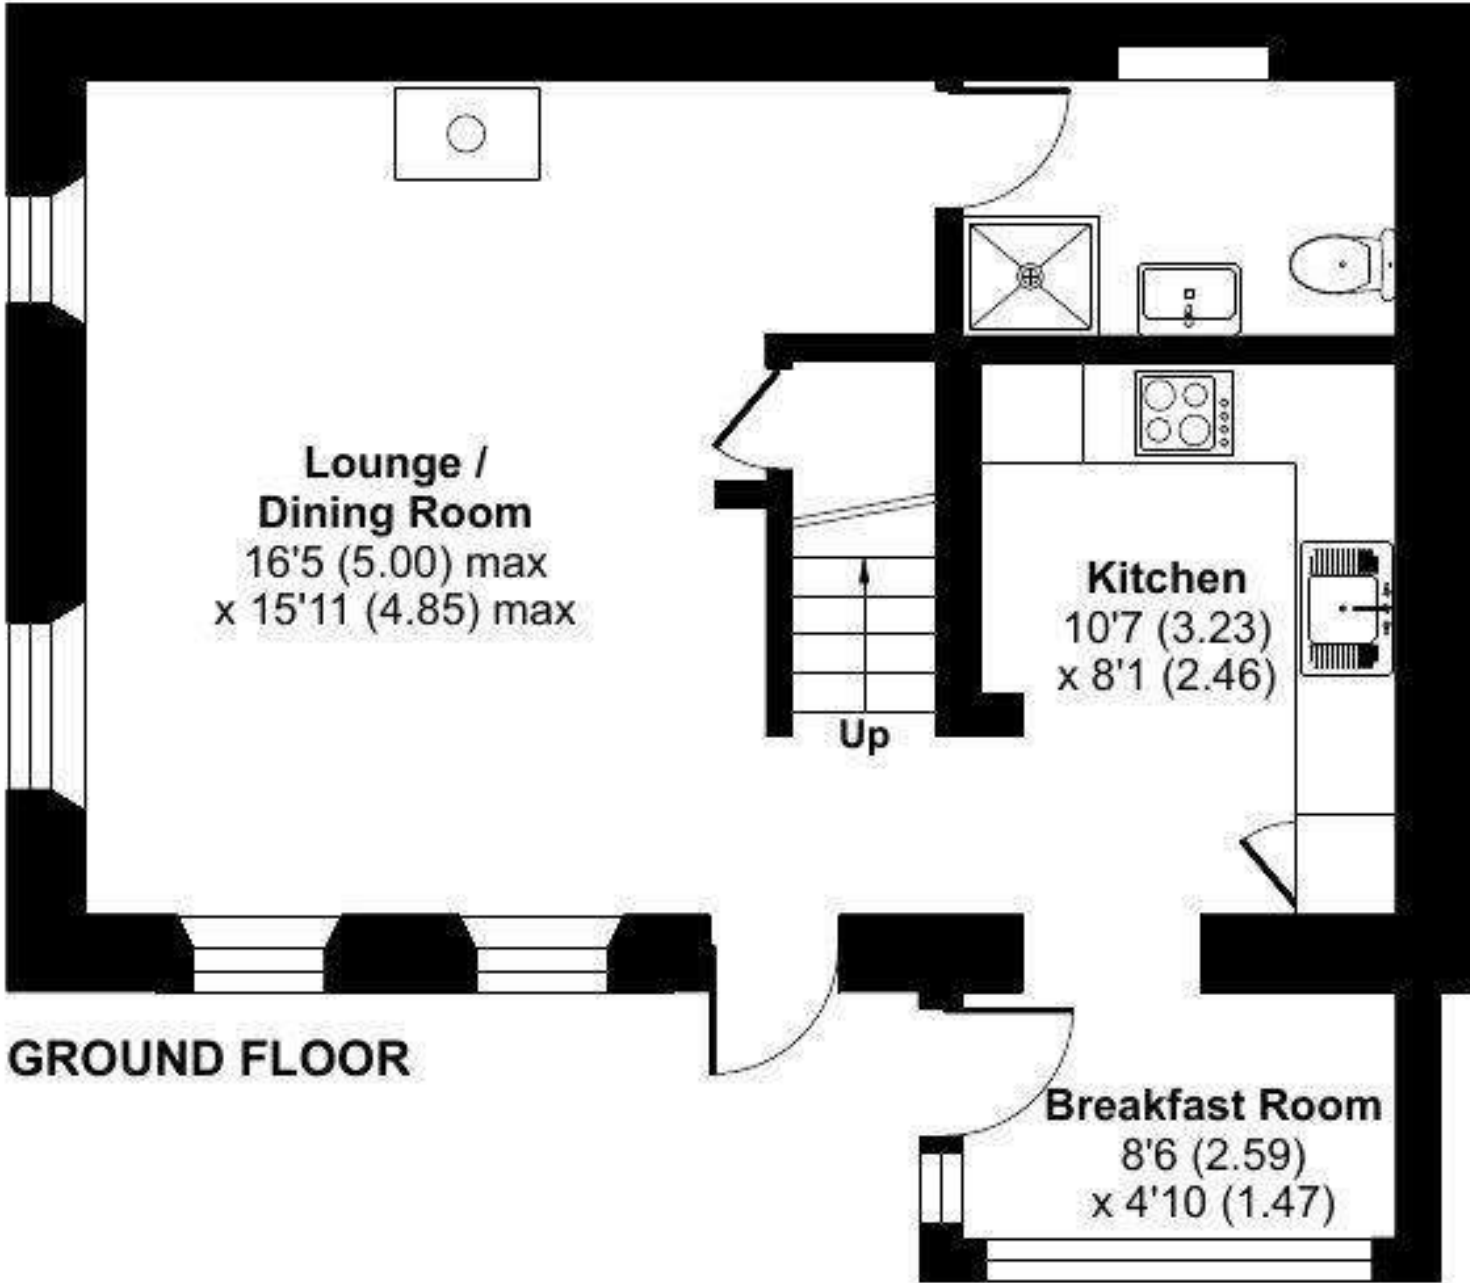 Lounge /
Dining Room
16'5 (5.00) max
x 15'11 (4.85) max
Kitchen
10'7 (3.23)
x 8'1 (2.46)
Up
GROUND FLOOR
Breakfast Room
8'6 (2.59)
x 4'10 (1.47)